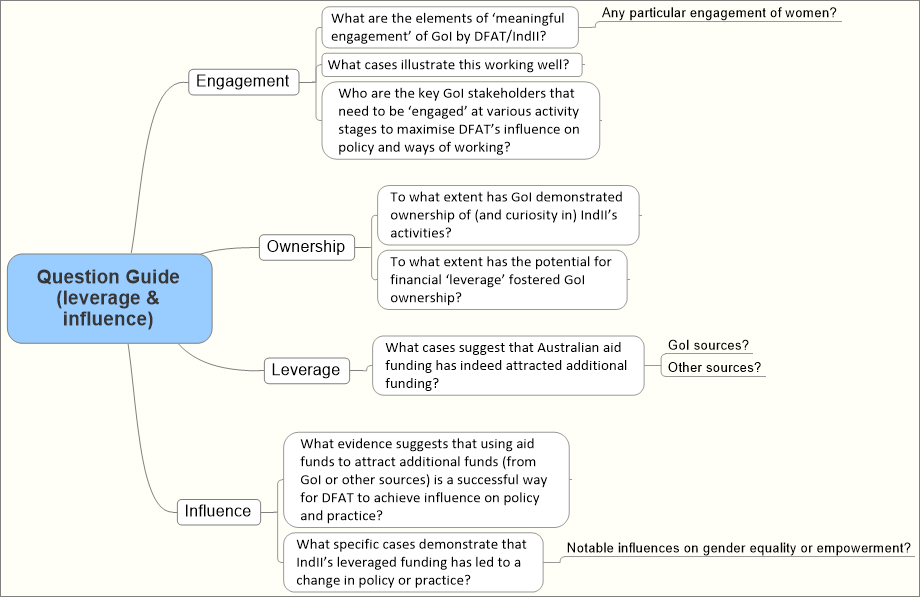 Question Guide
(leverage &
influence)
Engagement
What are the elements of ‘meaningful
engagement’ of GoI by DFAT/IndII?
Any particular engagement of women?
What cases illustrate this working well?
Who are the key GoI stakeholders that
need to be ‘engaged’ at various activity
stages to maximise DFAT’s influence on
policy and ways of working?
Ownership
To what extent has GoI demonstrated
ownership of (and curiosity in) IndII’s
activities?
To what extent has the potential for
financial ‘leverage’ fostered GoI
ownership?
Leverage
What cases suggest that Australian aid
funding has indeed attracted additional
funding?
GoI sources?
Other sources?
Influence
What evidence suggests that using aid
funds to attract additional funds (from
GoI or other sources) is a successful way
for DFAT to achieve influence on policy
and practice?
What specific cases demonstrate that
IndII’s leveraged funding has led to a
change in policy or practice?
Notable influences on gender equality or empowerment?